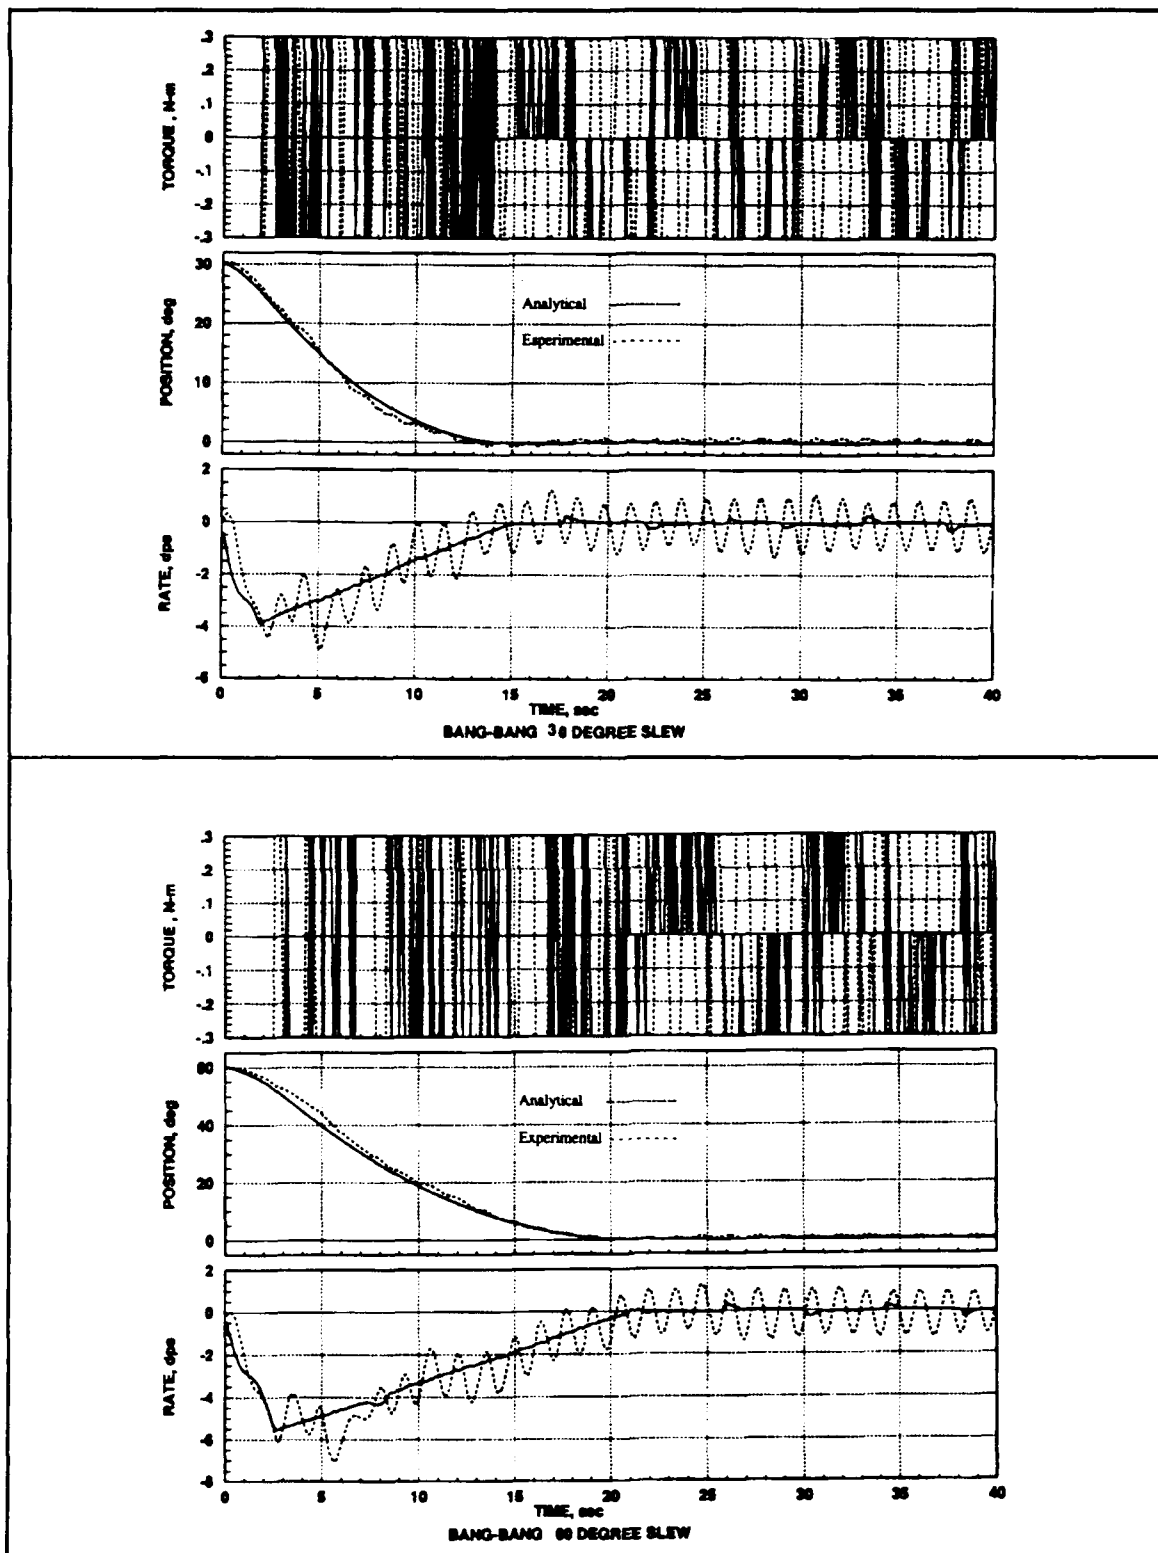 .3
.2
.1
0
-.1
-.2
-.3
TORQUE , N-m
30
20
10
0
POSITION, deg
Analytical
Experimental
2
0
-2
-4
-6
RATE, dps
0 5 10 15 20 25 30 35 40
TIME, sec
BANG-BANG 30 DEGREE SLEW
.3
.2
.1
0
-.1
-.2
-.3
TORQUE , N-m
60
40
20
0
POSITION, deg
Analytical
Experimental
2
0
-2
-4
-6
-8
RATE, dps
0 5 10 15 20 25 30 35 40
TIME, sec
BANG-BANG 60 DEGREE SLEW